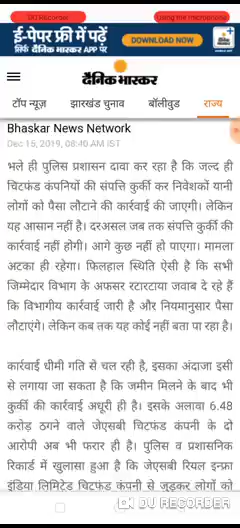 TATRecorder
Using the microphone
ई-पेपर फ्री में पढ़ें
सिर्फ दैनिक भास्कर APP पर
DOWNLOAD NOW
दैनिक भास्कर
टॉप न्यूज़ झारखंड चुनाव बॉलीवुड राज्य
Bhaskar News Network
Dec 15, 2019, 08:40 AM IST
भले ही पुलिस प्रशासन दावा कर रहा है कि जल्द ही
चिटफंड कंपनियों की संपत्ति कुर्की कर निवेशकों यानी
लोगों को पैसा लौटाने की कार्रवाई की जाएगी। लेकिन
यह आसान नहीं है। दरअसल जब तक संपत्ति कुर्की की
कार्रवाई नहीं होगी। आगे कुछ नहीं हो पाएगा। मामला
अटका ही रहेगा। फिलहाल स्थिति ऐसी है कि सभी
जिम्मेदार विभाग के अफसर रटारटाया जवाब दे रहे हैं
कि विभागीय कार्रवाई जारी है और नियमानुसार पैसा
लौटाएंगे। लेकिन कब तक यह कोई नहीं बता पा रहा है।
कार्रवाई धीमी गति से चल रही है, इसका अंदाजा इसी
से लगाया जा सकता है कि जमीन मिलने के बाद भी
कुर्की की कार्रवाई अधूरी ही है। इसके अलावा 6.48
करोड़ ठगने वाले जेएसबी चिटफंड कंपनी के दो
आरोपी अब भी फरार ही है। पुलिस व प्रशासनिक
रिकार्ड में खुलासा हुआ है कि जेएसबी रियल इन्फ्रा
इंडिया लिमिटेड चिटफंड कंपनी से जुड़कर लोगों को
DU RECORDER